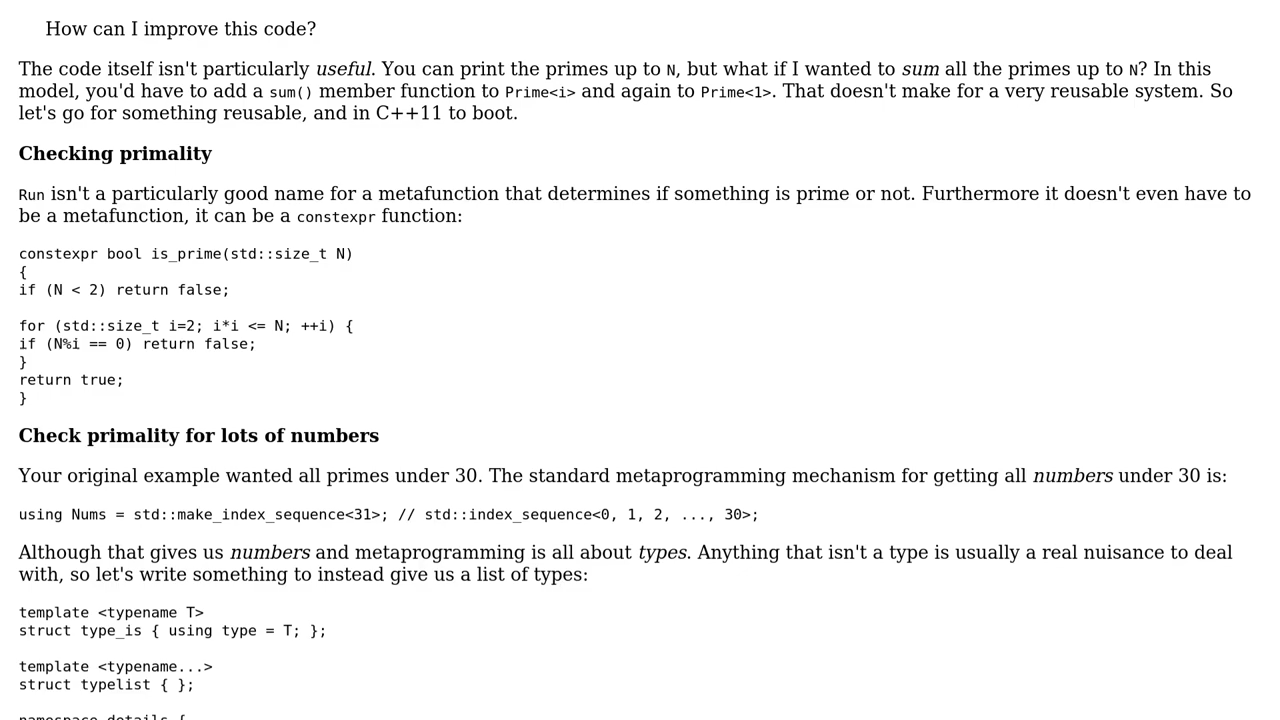 How can I improve this code?
The code itself isn't particularly useful. You can print the primes up to N, but what if I wanted to sum all the primes up to N? In this
model, you'd have to add a sum() member function to Prime<i> and again to Prime<1>. That doesn't make for a very reusable system. So
let's go for something reusable, and in C++11 to boot.
Checking primality
Run isn't a particularly good name for a metafunction that determines if something is prime or not. Furthermore it doesn't even have to
be a metafunction, it can be a constexpr function:
constexpr bool is_prime(std::size_t N)
{
if (N < 2) return false;
for (std::size_t i=2; i*i <= N; ++i) {
if (N%i == 0) return false;
}
return true;
}
Check primality for lots of numbers
Your original example wanted all primes under 30. The standard metaprogramming mechanism for getting all numbers under 30 is:
using Nums = std::make_index_sequence<31>; // std::index_sequence<0, 1, 2, ..., 30>;
Although that gives us numbers and metaprogramming is all about types. Anything that isn't a type is usually a real nuisance to deal
with, so let's write something to instead give us a list of types:
template <typename T>
struct type_is { using type = T; };
template <typename...>
struct typelist { };
namespace details {